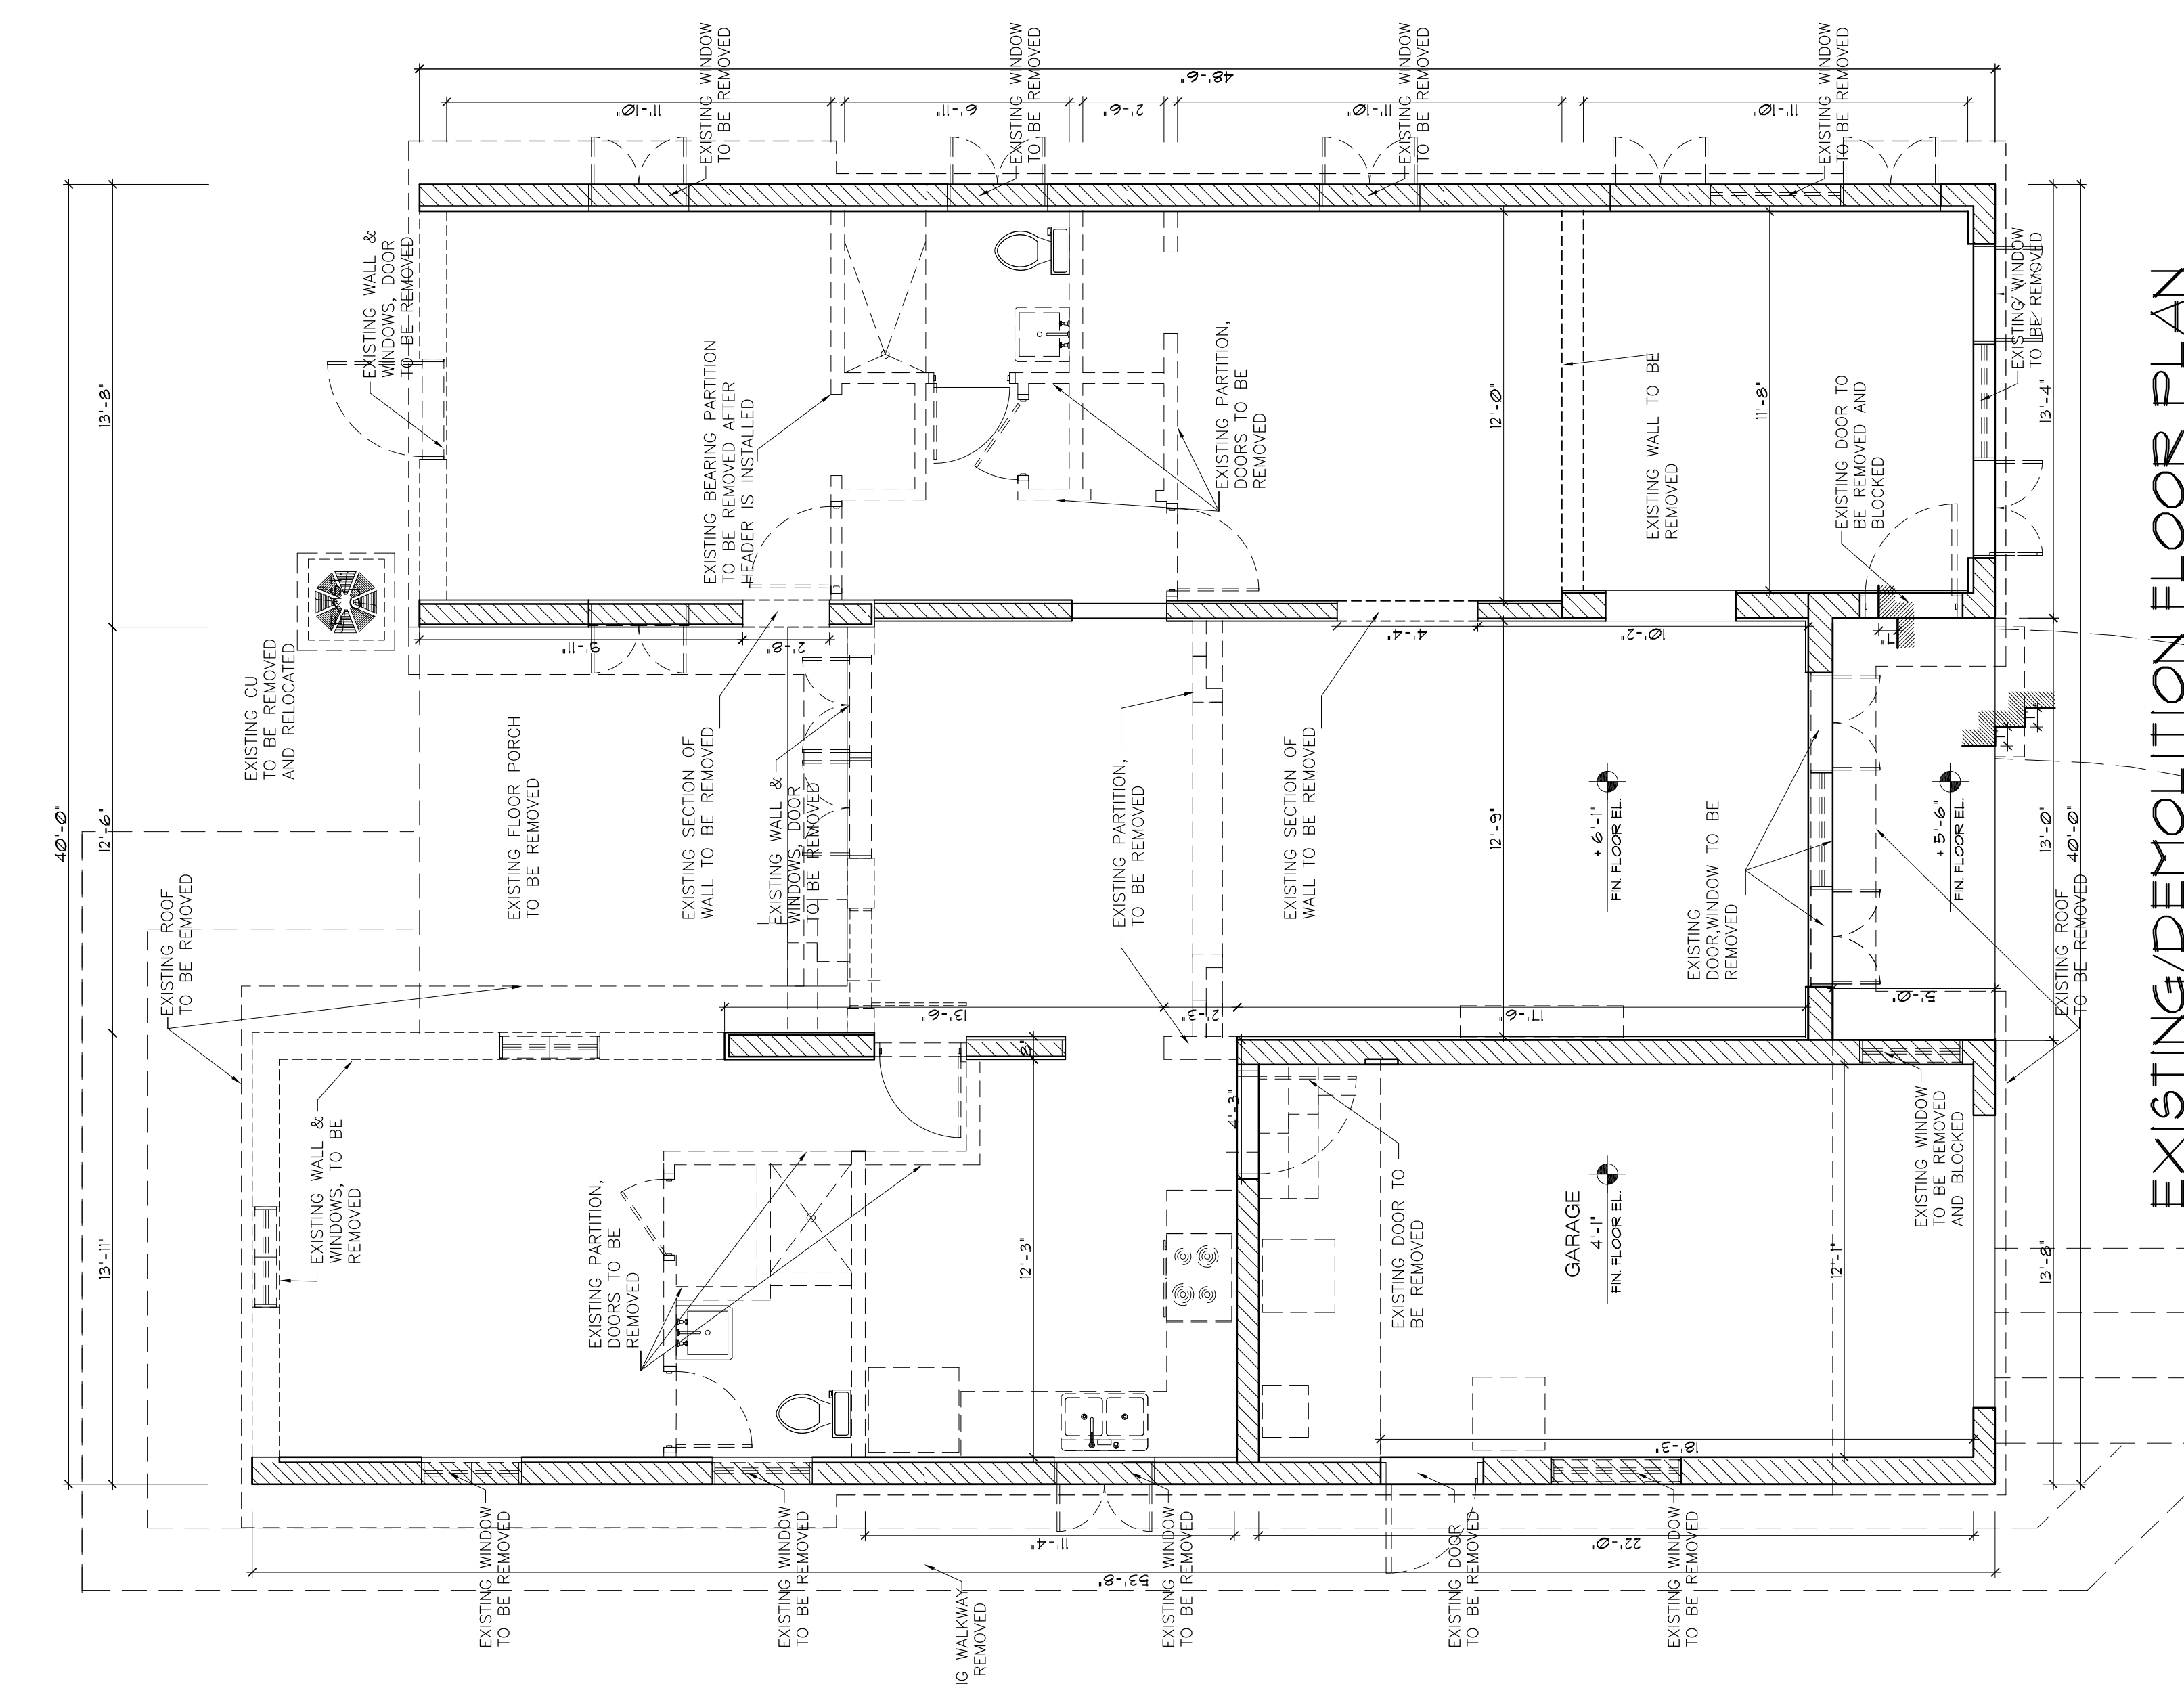 40'-0"
13'-8"
12'-6"
13'-11"
48'-6"
11'-10"
6'-11"
2'-6"
11'-10"
11'-10"
EXISTING WINDOW
TO BE REMOVED
EXISTING WINDOW
TO BE REMOVED
EXISTING WINDOW
TO BE REMOVED
EXISTING WINDOW
TO BE REMOVED
EXISTING WALL &
WINDOWS, DOOR
TO BE REMOVED
EXISTING BEARING PARTITION
TO BE REMOVED AFTER
HEADER IS INSTALLED
EXISTING PARTITION,
DOORS TO BE
REMOVED
12'-0"
EXISTING WALL TO BE
REMOVED
11'-8"
EXISTING DOOR TO
BE REMOVED AND
BLOCKED
EXISTING WINDOW
TO BE REMOVED
13'-4"
EXISTING CU
TO BE REMOVED
AND RELOCATED
9'-11"
2'-8"
4'-4"
10'-2"
7"
EXISTING FLOOR PORCH
TO BE REMOVED
EXISTING SECTION OF
WALL TO BE REMOVED
EXISTING WALL &
WINDOWS, DOOR
TO BE REMOVED
EXISTING PARTITION,
TO BE REMOVED
EXISTING SECTION OF
WALL TO BE REMOVED
12'-9"
+ 6'-1"
FIN. FLOOR EL.
EXISTING
DOOR,WINDOW TO BE
REMOVED
+ 5'-6"
FIN. FLOOR EL.
13'-0"
40'-0"
EXISTING ROOF
TO BE REMOVED
EXISTING ROOF
TO BE REMOVED
13'-6"
2'-3"
17'-6"
5'-0"
8"
4'-3"
EXISTING WALL &
WINDOWS, TO BE
REMOVED
EXISTING PARTITION,
DOORS TO BE
REMOVED
12'-3"
EXISTING DOOR TO
BE REMOVED
GARAGE
4'-1"
FIN. FLOOR EL.
12'-1"
EXISTING WINDOW
TO BE REMOVED
AND BLOCKED
13'-8"
18'-3"
11'-4"
22'-0"
53'-8"
EXISTING WINDOW
TO BE REMOVED
EXISTING WINDOW
TO BE REMOVED
WALKWAY
REMOVED
EXISTING WINDOW
TO BE REMOVED
EXISTING DOOR
TO BE REMOVED
EXISTING WINDOW
TO BE REMOVED
EXISTING/DEMOLITION FLOOR PLAN